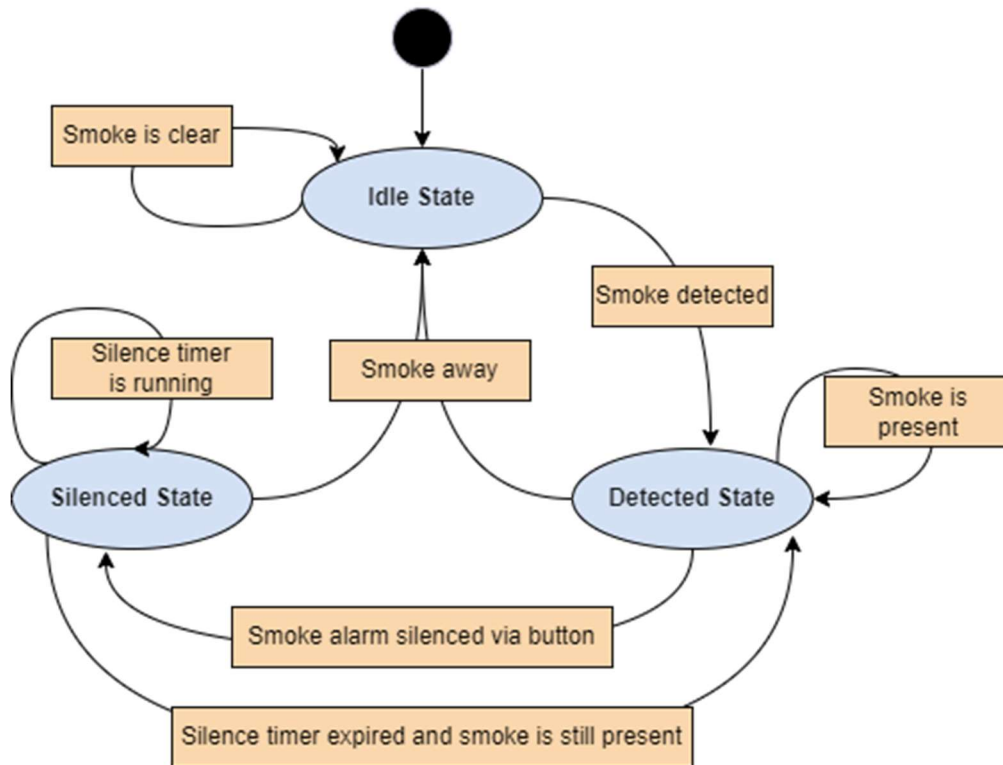 Smoke is clear
Idle State
Smoke detected
Silence timer
is running
Smoke away
Smoke is
present
Silenced State
Detected State
Smoke alarm silenced via button
Silence timer expired and smoke is still present